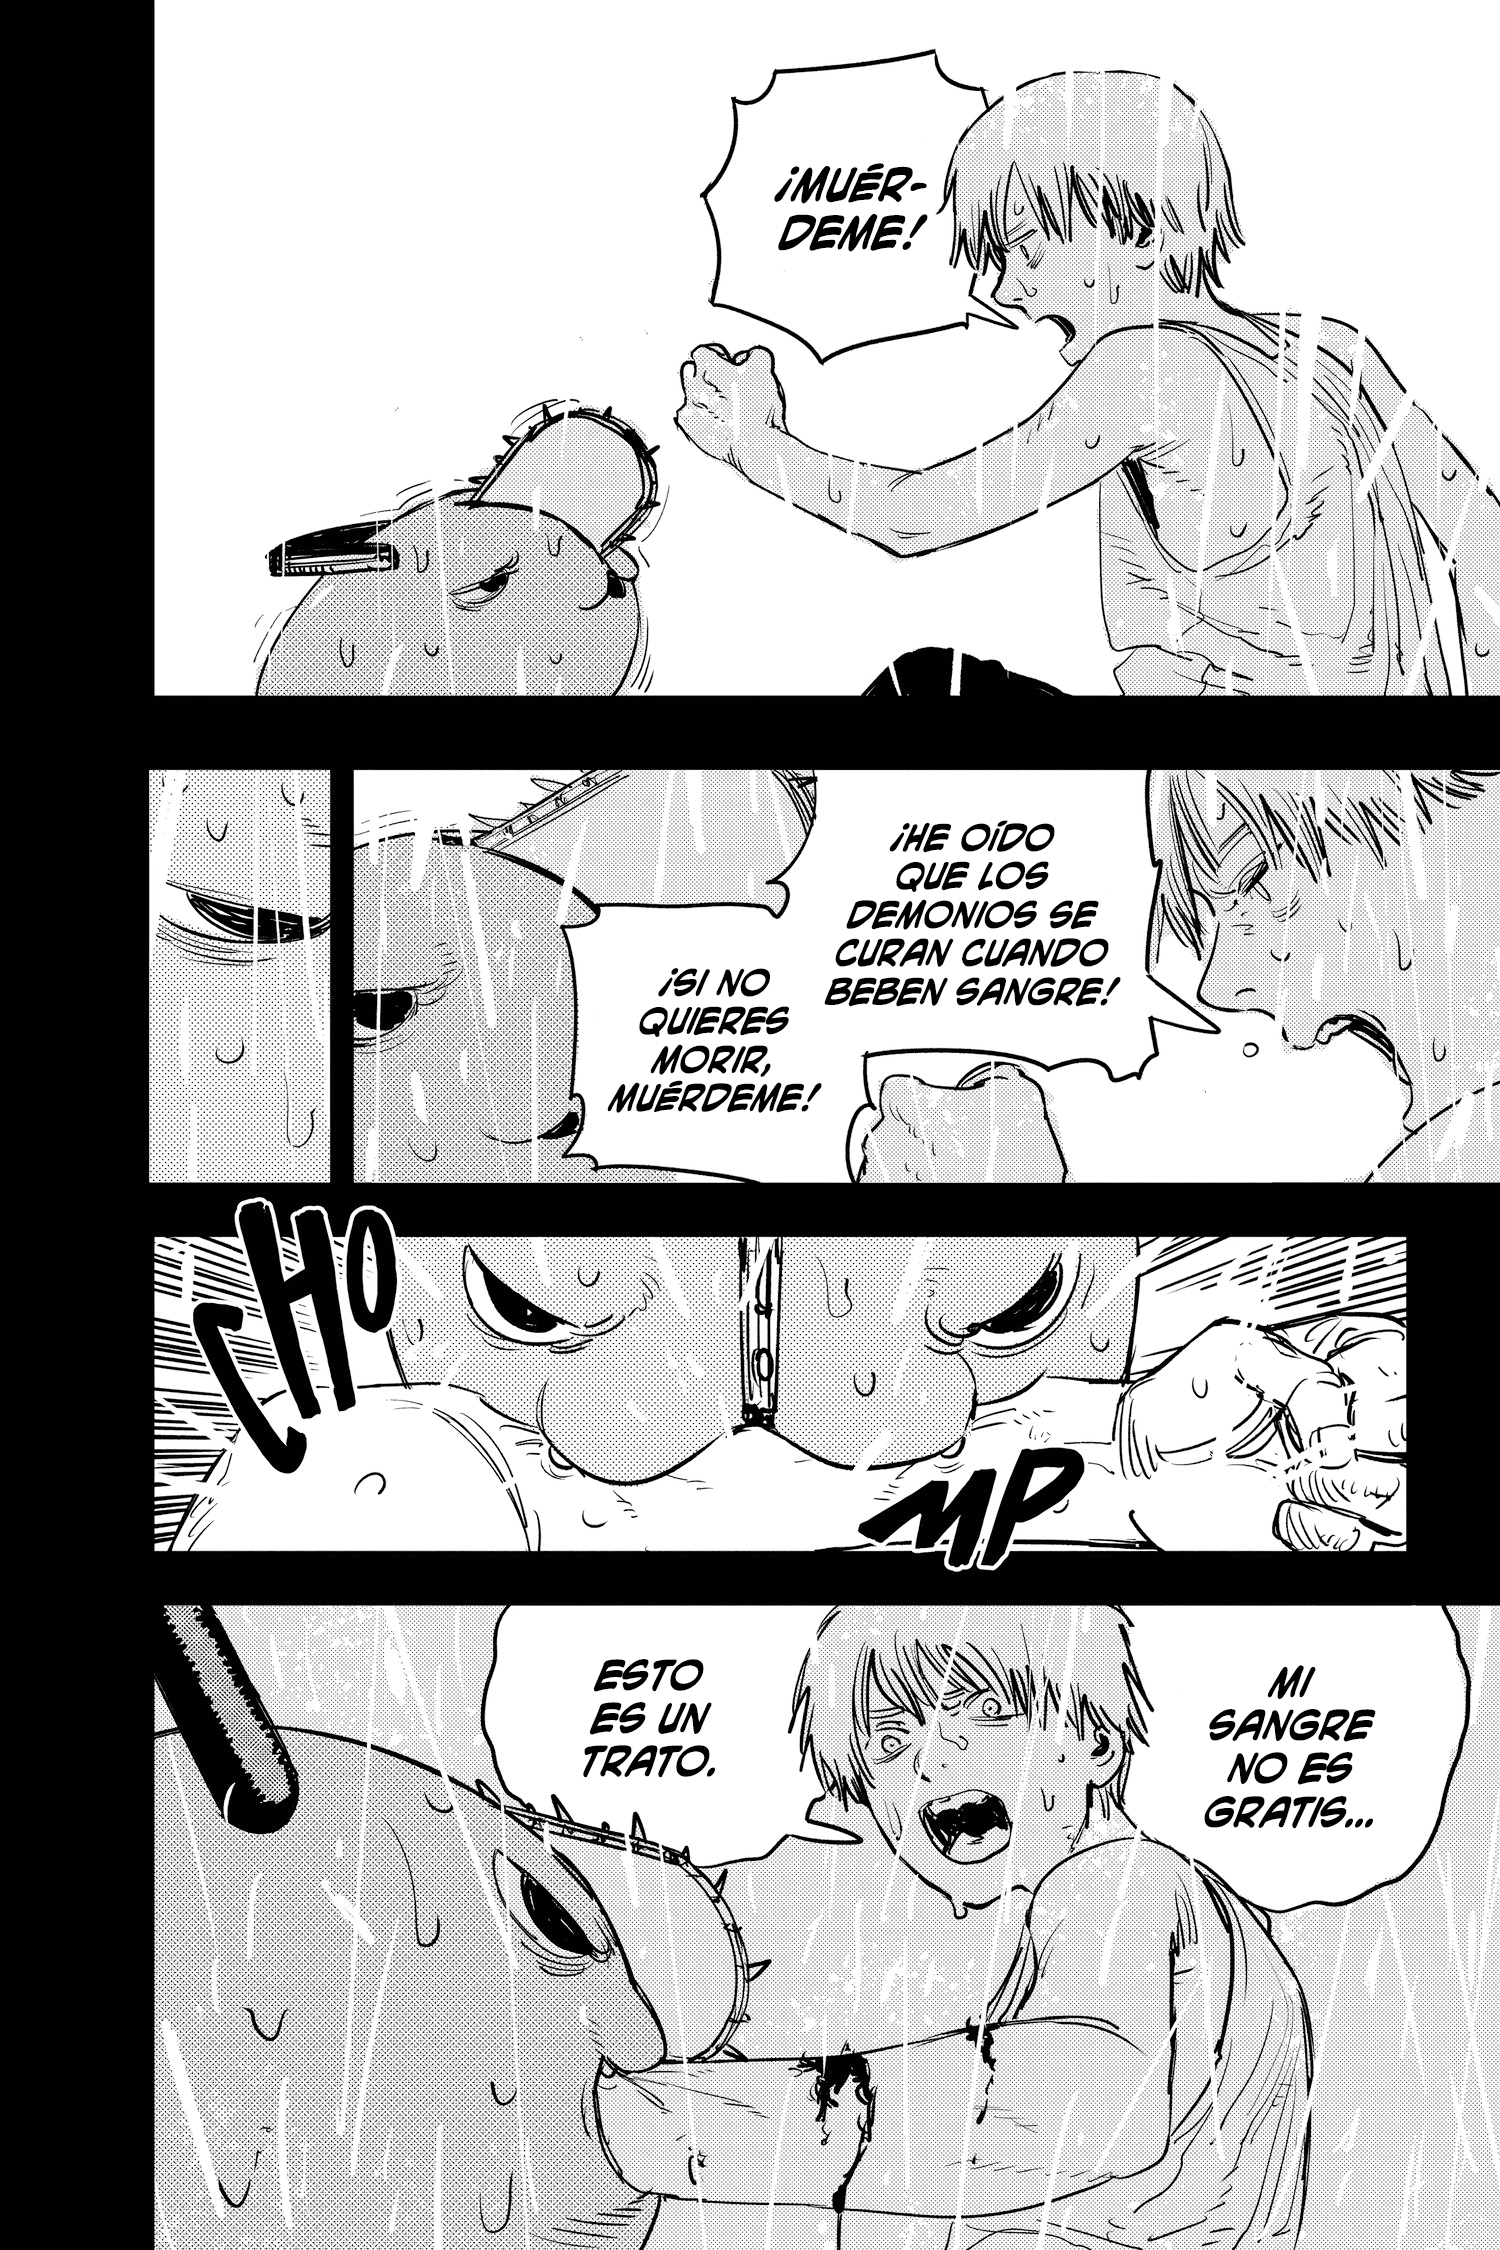 ¡MUÉR-
DEME!
¡HE OÍDO
QUE LOS
DEMONIOS SE
CURAN CUANDO
BEBEN SANGRE!
¡SI NO
QUIERES
MORIR,
MUÉRDEME!
CHO
MP
MI
SANGRE
NO ES
GRATIS...
ESTO
ES UN
TRATO.